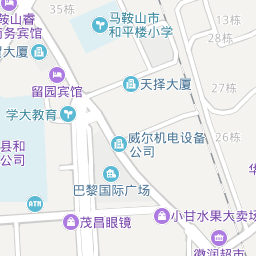 35栋
马鞍山市
和平楼小学
13栋
28栋
鞍山睿
商务宾馆
大厦
天择大厦
27栋
留园宾馆
学大教育
26栋
威尔机电设备
公司
县和
公司
巴黎国际广场
ATM
茂昌眼镜
小甘水果大卖场
徽润超市